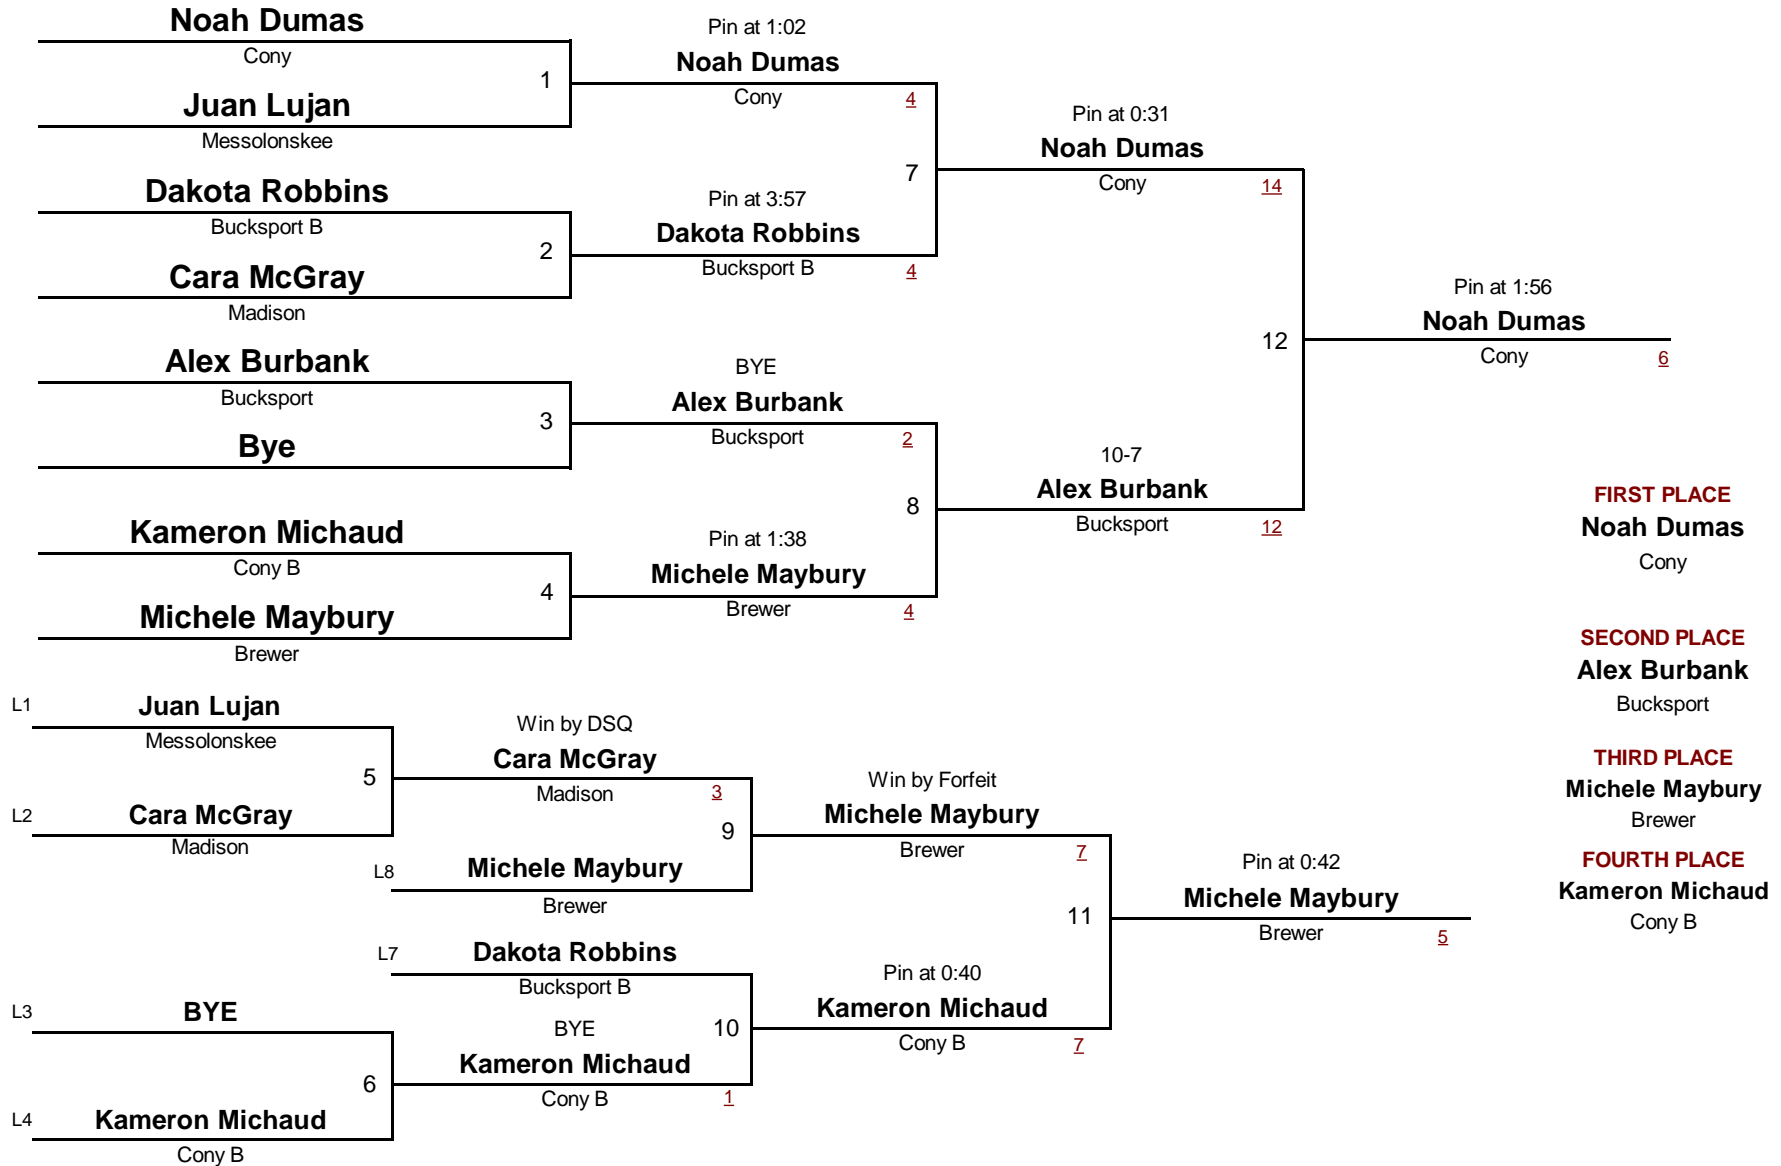 Noah Dumas
Cony
1
Juan Lujan
Messolonskee
Dakota Robbins
Bucksport B
2
Cara McGray
Madison
Alex Burbank
Bucksport
3
Bye
Kameron Michaud
Cony B
4
Michele Maybury
Brewer
Pin at 1:02
Noah Dumas
Cony
4
7
Pin at 3:57
Dakota Robbins
Bucksport B
4
BYE
Alex Burbank
Bucksport
2
8
Pin at 1:38
Michele Maybury
Brewer
4
Pin at 0:31
Noah Dumas
Cony
14
12
10-7
Alex Burbank
Bucksport
12
Pin at 1:56
Noah Dumas
Cony
6
FIRST PLACE
Noah Dumas
Cony
SECOND PLACE
Alex Burbank
Bucksport
THIRD PLACE
Michele Maybury
Brewer
FOURTH PLACE
Kameron Michaud
Cony B
L1
Juan Lujan
Messolonskee
5
L2
Cara McGray
Madison
Win by DSQ
Cara McGray
Madison
3
9
L8
Michele Maybury
Brewer
L7
Dakota Robbins
Bucksport B
10
BYE
Kameron Michaud
Cony B
1
L3
BYE
6
L4
Kameron Michaud
Cony B
Win by Forfeit
Michele Maybury
Brewer
7
11
Pin at 0:40
Kameron Michaud
Cony B
7
Pin at 0:42
Michele Maybury
Brewer
5